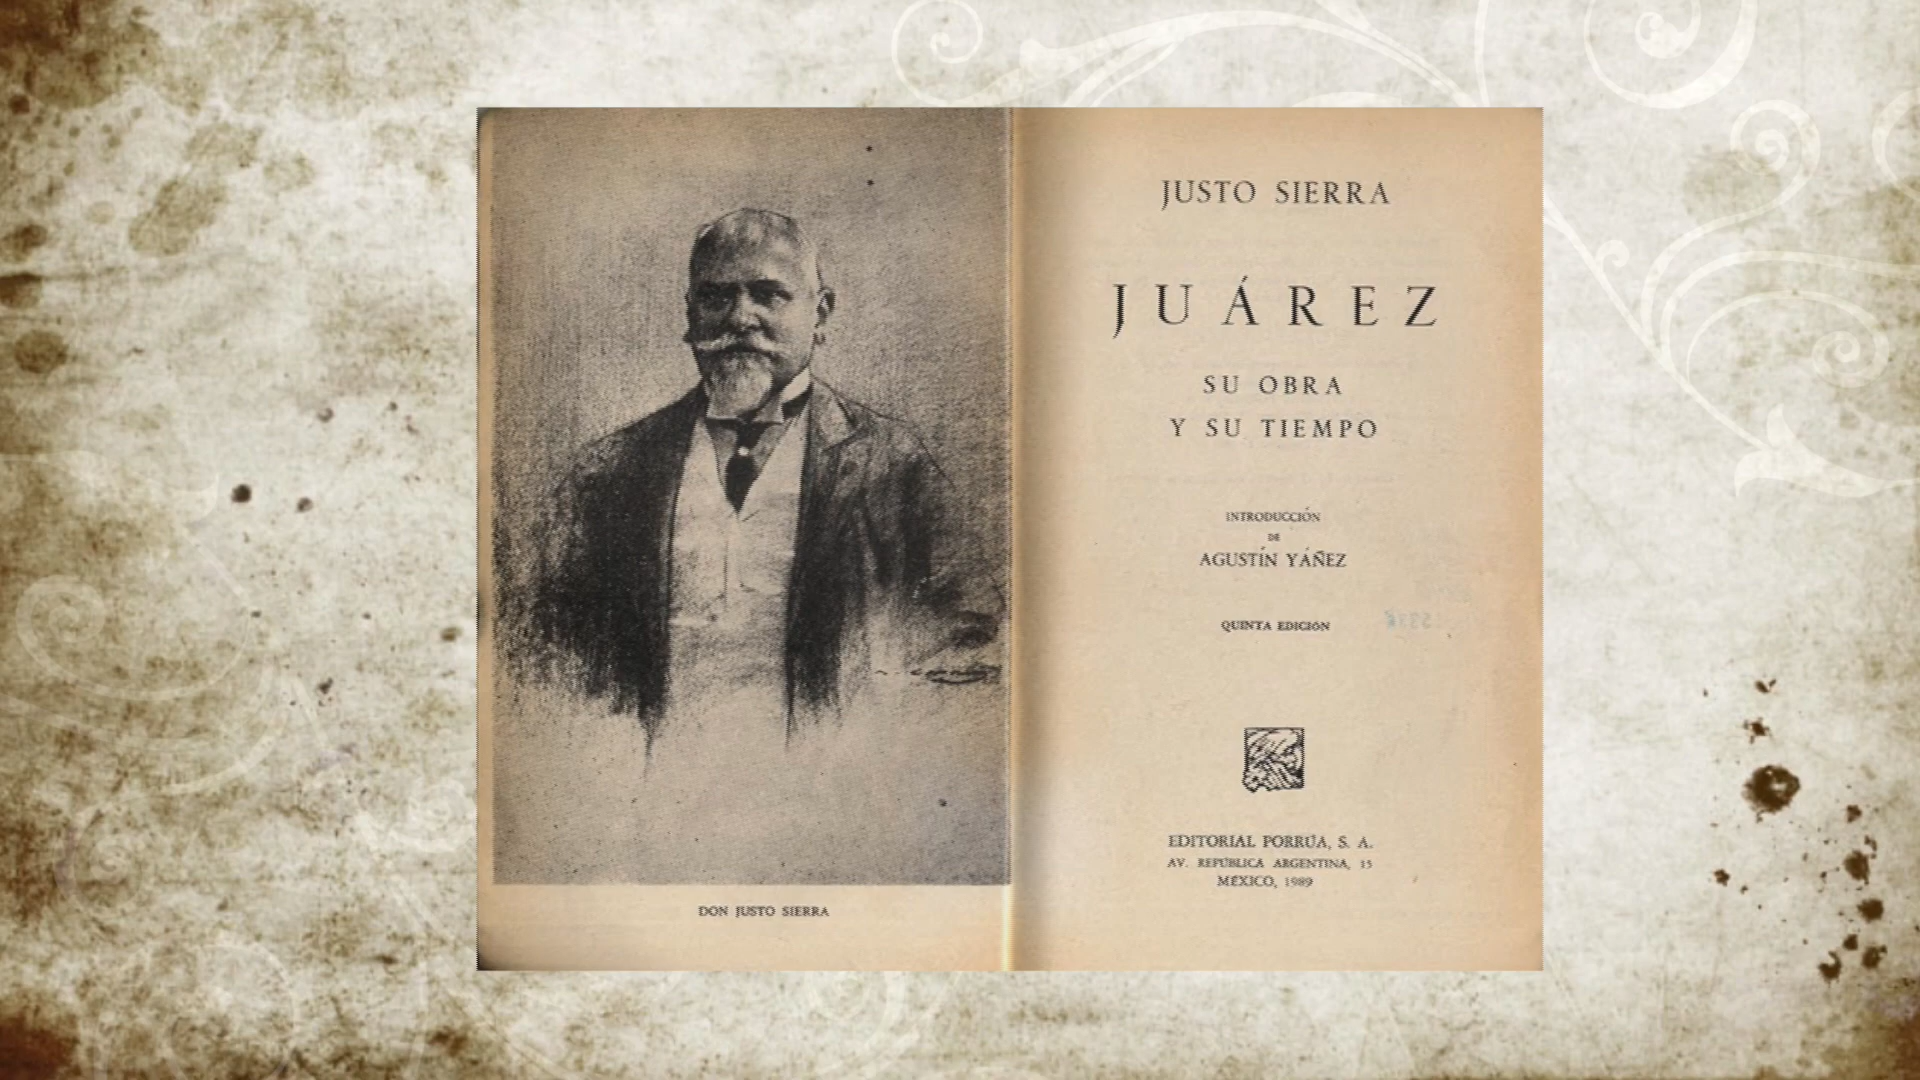 DON JUSTO SIERRA
JUSTO SIERRA
JUÁREZ
SU OBRA
Y SU TIEMPO
INTRODUCCIÓN
DE
AGUSTÍN YÁÑEZ
QUINTA EDICIÓN
EDITORIAL PORRÚA, S. A.
AV. REPÚBLICA ARGENTINA, 15
MÉXICO, 1989